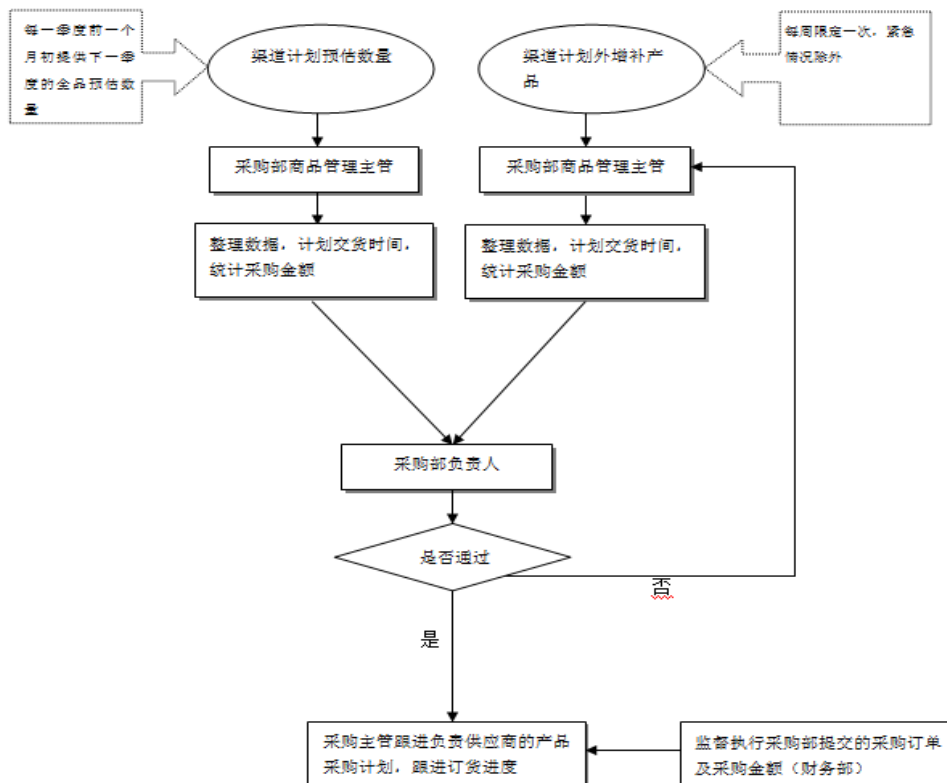 每一季度前一个
月初提供下一季
度的全品预估数
量
渠道计划预估数量
渠道计划外增补产
品
每周限定一次，紧急
情况除外
采购部商品管理主管
采购部商品管理主管
整理数据，计划交货时间，
统计采购金额
整理数据，计划交货时间，
统计采购金额
采购部负责人
是否通过
否
是
采购主管跟进负责供应商的产品
采购计划，跟进订货进度
监督执行采购部提交的采购订单
及采购金额（财务部）